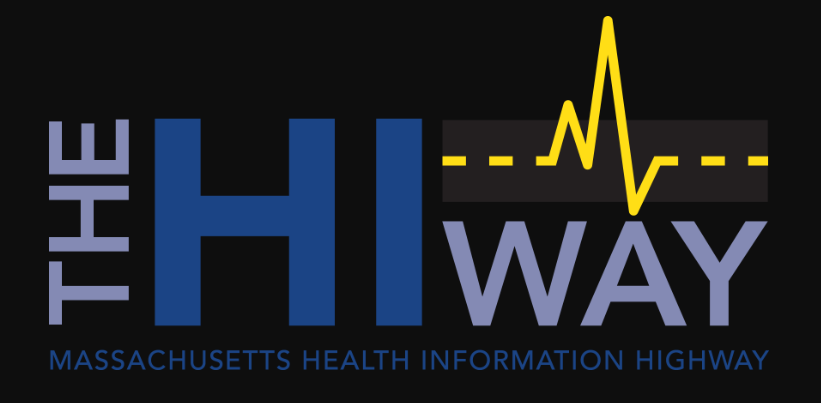 THE
HI
WAY
MASSACHUSETTS HEALTH INFORMATION HIGHWAY